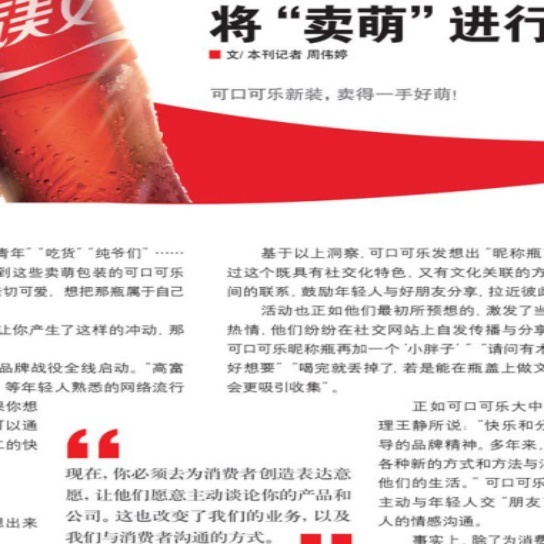 美
将“卖萌”进行
■ 文/ 本刊记者 周伟婷
可口可乐新装，卖得一手好萌!
青年”“吃货”“纯爷们”……
到这些卖萌包装的可口可乐
切可爱，想把那瓶属于自己
让你产生了这样的冲动，那
品牌战役全线启动。“高富
等年轻人熟悉的网络流行
你想
可以通
的快
出来
“
现在，你必须去为消费者创造表达意
愿，让他们愿意主动谈论你的产品和
公司。这也改变了我们的业务，以及
我们与消费者沟通的方式。
基于以上洞察，可口可乐发想出“昵称瓶
过这个既具有社交化特色，又有文化关联的方
间的联系，鼓励年轻人与好朋友分享，拉近彼
活动也正如他们最初所预想的，激发了
热情，他们纷纷在社交网站上自发传播与分享
可口可乐昵称瓶再加一个‘小胖子’”“请问有
好想要”“喝完就丢掉了，若是能在瓶盖上做文
会更吸引收集”。
正如可口可乐大中
理王静所说：“快乐和分
导的品牌精神。多年来，
各种新的方式和方法与
他们的生活。”可口可
主动与年轻人交“朋友
人的情感沟通。
事实上，除了为消费